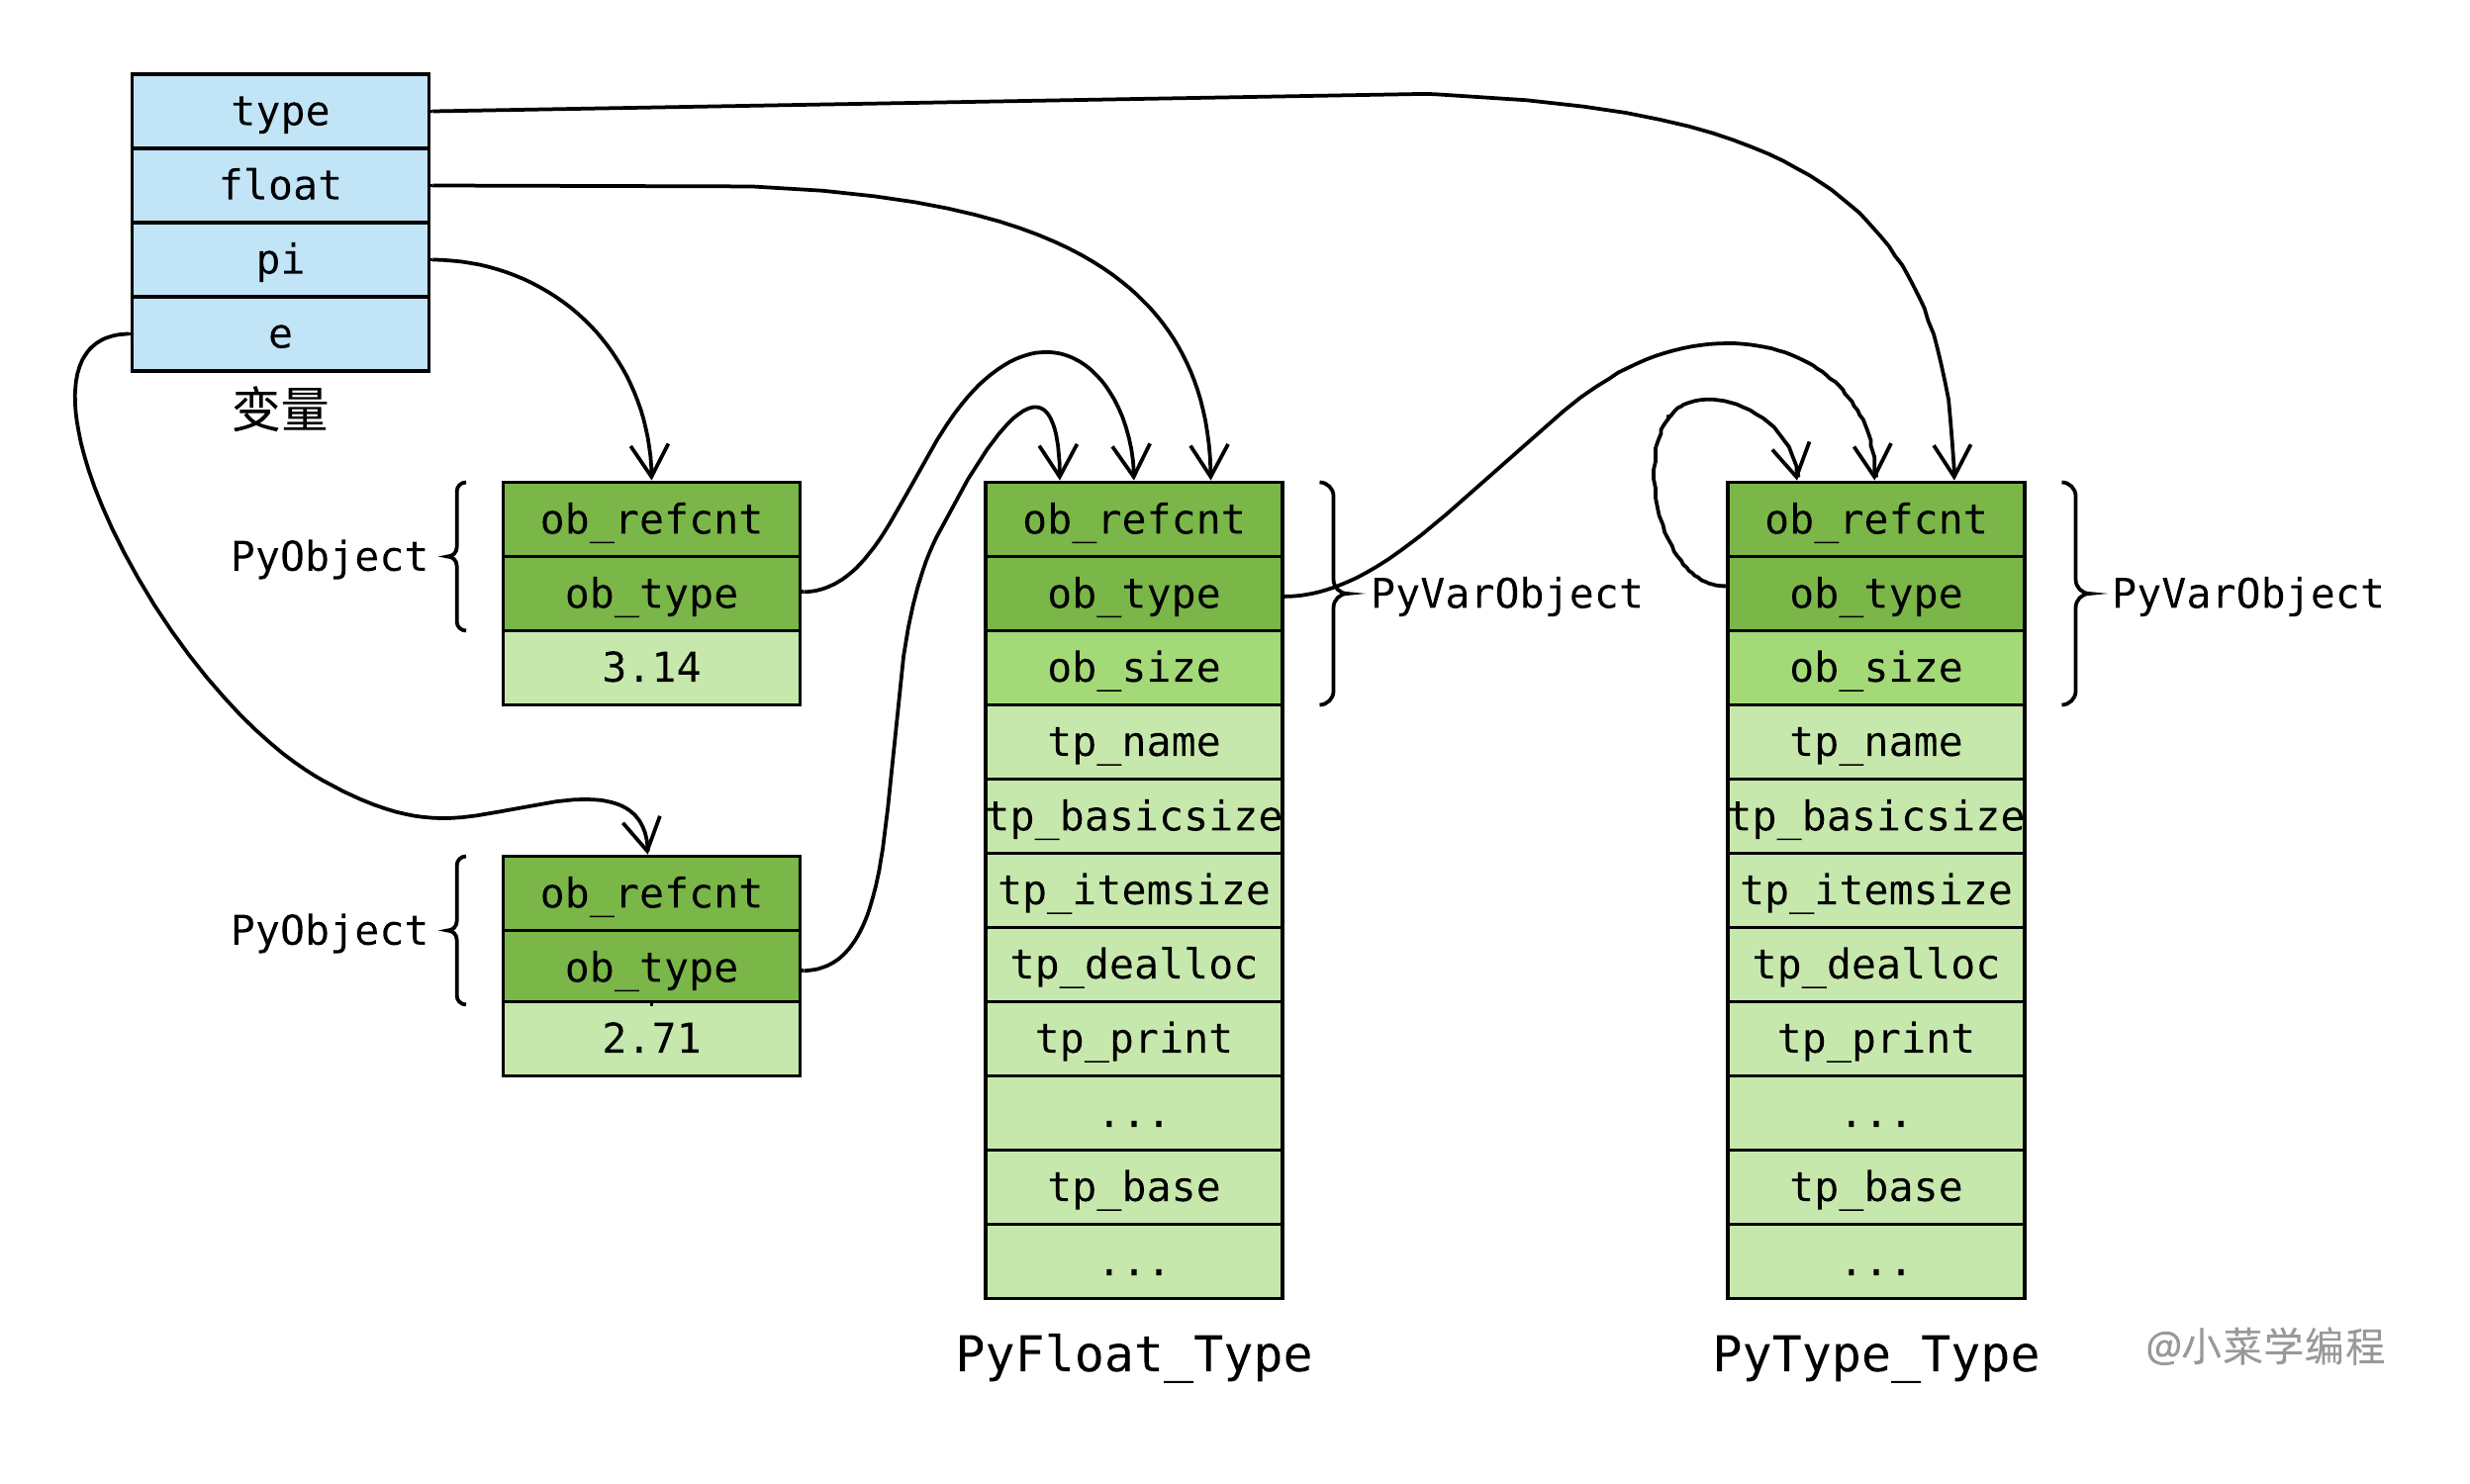 type
float
pi
e
变量
PyObject
ob_refcnt
ob_type
3.14
PyObject
ob_refcnt
ob_type
2.71
ob_refcnt
ob_type
ob_size
tp_name
tp_basicsize
tp_itemsize
tp_dealloc
tp_print
...
tp_base
...
PyFloat_Type
PyVarObject
ob_refcnt
ob_type
ob_size
tp_name
tp_basicsize
tp_itemsize
tp_dealloc
tp_print
...
tp_base
...
PyType_Type
PyVarObject
@小菜学编程